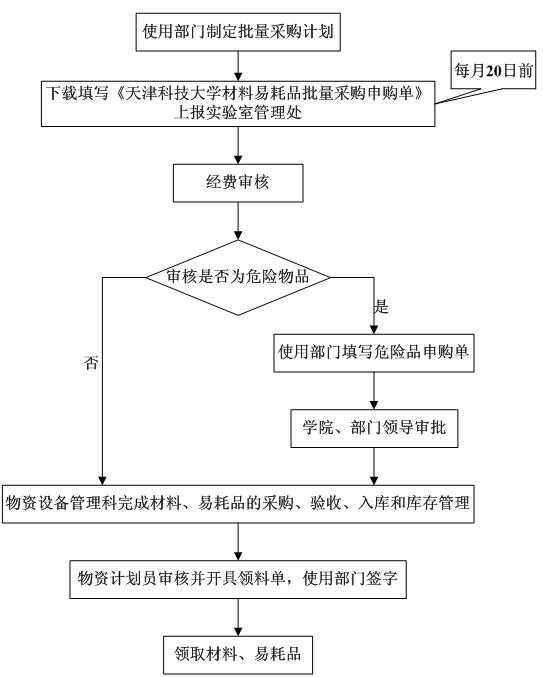 使用部门制定批量采购计划
每月20日前
下载填写《天津科技大学材料易耗品批量采购申购单》
上报实验室管理处
经费审核
审核是否为危险物品
是
否
使用部门填写危险品申购单
学院、部门领导审批
物资设备管理科完成材料、易耗品的采购、验收、入库和库存管理
物资计划员审核并开具领料单，使用部门签字
领取材料、易耗品